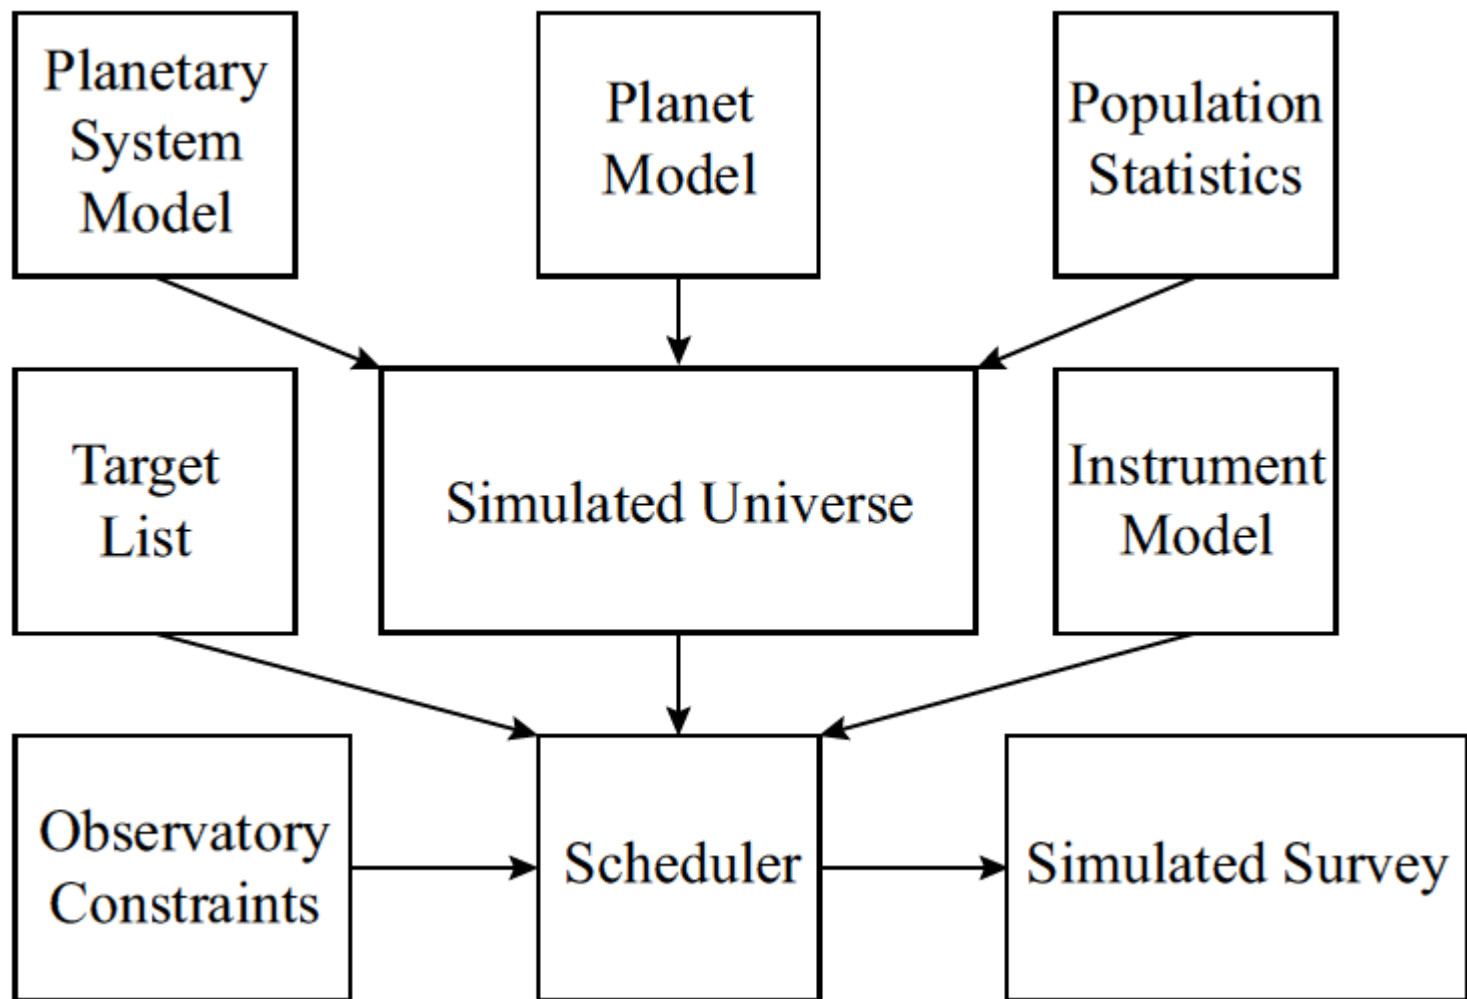 Planetary
System
Model
Planet
Model
Population
Statistics
Target
List
Simulated Universe
Instrument
Model
Observatory
Constraints
Scheduler
Simulated Survey